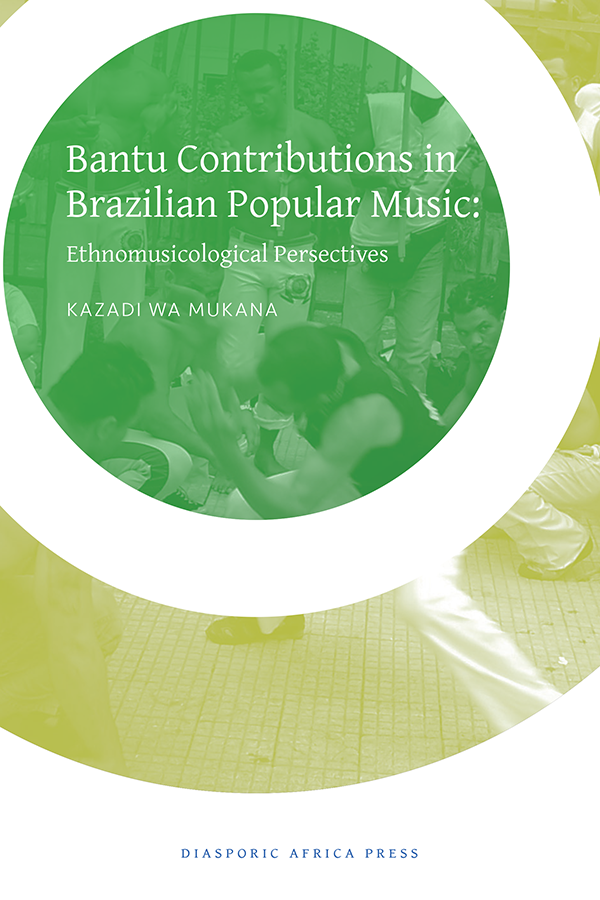 Bantu Contributions in
Brazilian Popular Music:
Ethnomusicological Persectives
KAZADI WA MUKANA
DIASPORIC AFRICA PRESS